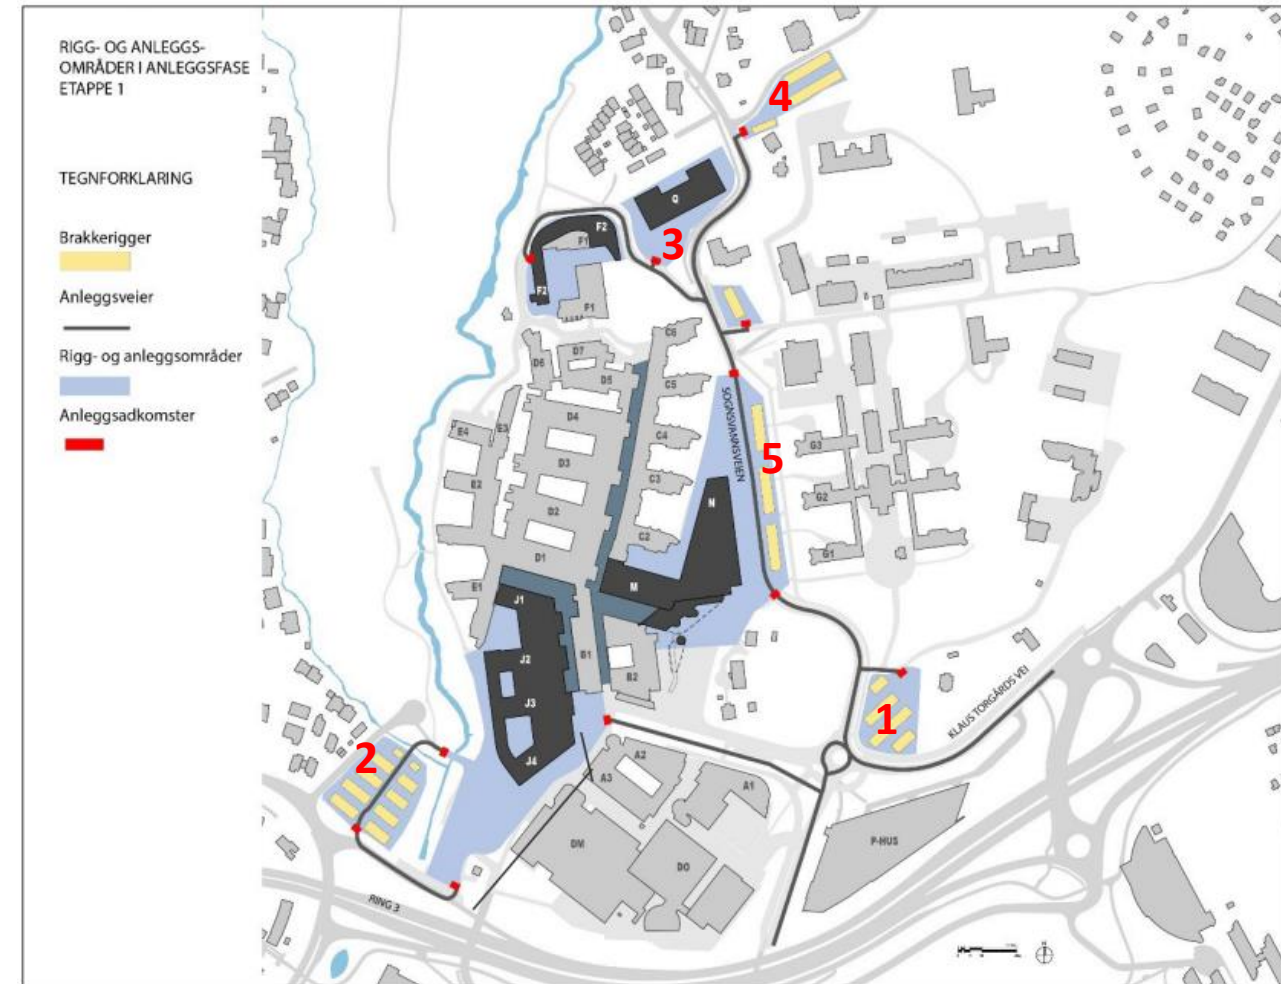 RIGG- OG ANLEGGS-
OMRÅDER I ANLEGGSFASE
ETAPPE 1
TEGNFORKLARING
Brakkerigger
Anleggsveier
Rigg- og anleggsområder
Anleggsadkomster
4
Q
3
F2
F1
F2
F1
C6
D7
D6
D5
C5
SOGNSVANNSVEIEN
D4
E3
E4
C4
G3
5
D3
E2
C3
G2
N
D2
C2
G1
D1
E1
M
J1
J2
B1
B2
J3
KLAUS TORGÅRDS VEI
1
2
J4
A2
A3
A1
DM
DO
P-HUS
RING 3